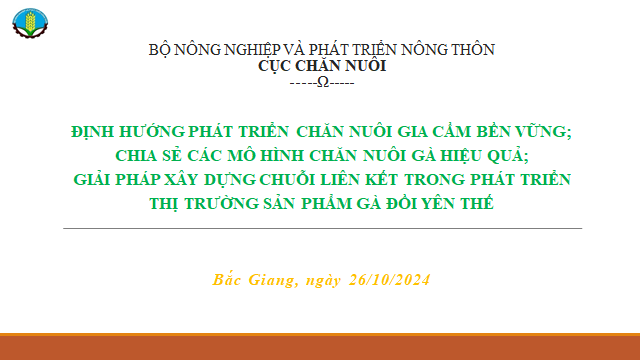 BỘ NÔNG NGHIỆP VÀ PHÁT TRIỂN NÔNG THÔN
CỤC CHĂN NUÔI
-----Ω-----
ĐỊNH HƯỚNG PHÁT TRIỂN CHĂN NUÔI GIA CẦM BỀN VỮNG;
CHIA SẺ CÁC MÔ HÌNH CHĂN NUÔI GÀ HIỆU QUẢ;
GIẢI PHÁP XÂY DỰNG CHUỖI LIÊN KẾT TRONG PHÁT TRIỂN
THỊ TRƯỜNG SẢN PHẨM GÀ ĐỒI YÊN THẾ
Bắc Giang, ngày 26/10/2024